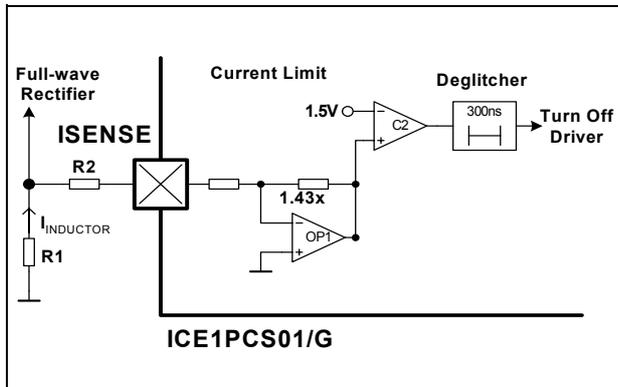 Full-wave
Rectifier
Current Limit
Deglitcher
ISENSE
1.5V
C2
300ns
Turn Off
Driver
R2
1.43x
IINDUCTOR
OP1
R1
ICE1PCS01/G